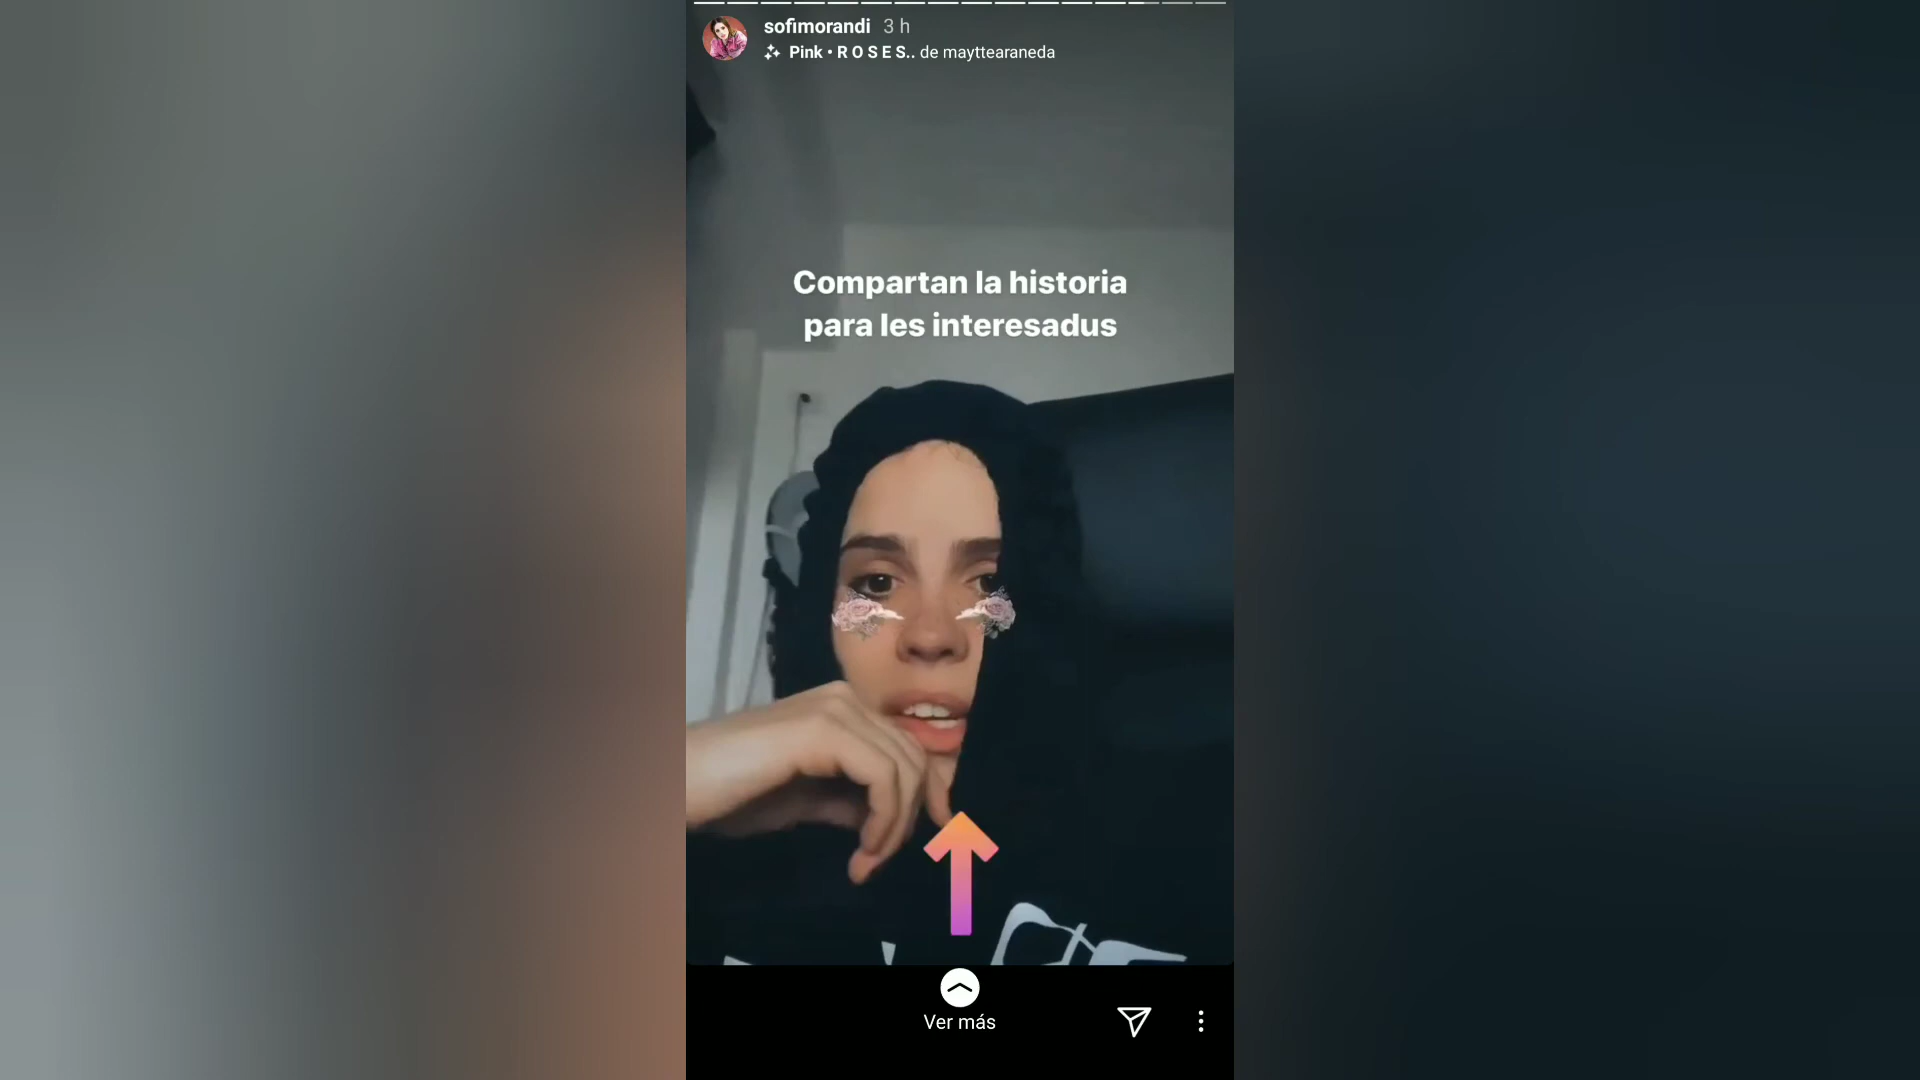 sofimorandi 3 h
Pink • R O S E S.. de mayttearaneda
Compartan la historia
para les interesadus
Ver más